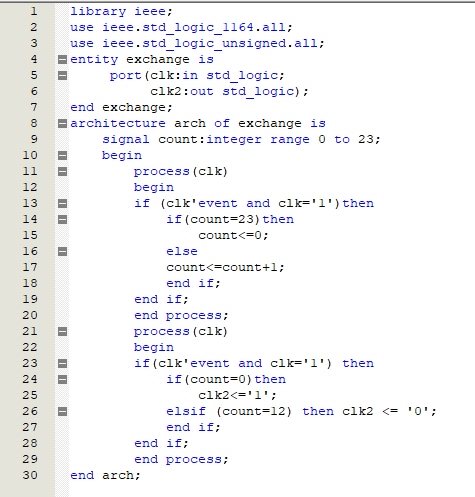 1 library ieee;
2 use ieee.std_logic_1164.all;
3 use ieee.std_logic_unsigned.all;
4 entity exchange is
5 port(clk:in std_logic;
6 clk2:out std_logic);
7 end exchange;
8 architecture arch of exchange is
9 signal count:integer range 0 to 23;
10 begin
11 process(clk)
12 begin
13 if (clk'event and clk='1')then
14 if(count=23)then
15 count<=0;
16 else
17 count<=count+1;
18 end if;
19 end if;
20 end process;
21 process(clk)
22 begin
23 if(clk'event and clk='1') then
24 if(count=0)then
25 clk2<='1';
26 elsif (count=12) then clk2 <= '0';
27 end if;
28 end if;
29 end process;
30 end arch;